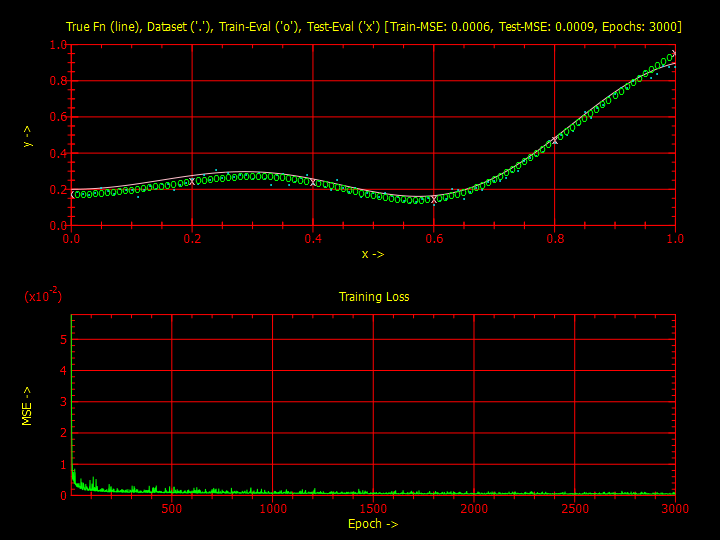 True Fn (line), Dataset ('.'), Train-Eval ('o'), Test-Eval ('x') [Train-MSE: 0.0006, Test-MSE: 0.0009, Epochs: 3000]
1.0
0.8
0.6
0.4
0.2
0.0
y ->
0.0 0.2 0.4 0.6 0.8 1.0
x ->
(x10-2)
Training Loss
5
4
3
2
1
0
MSE ->
500 1000 1500 2000 2500 3000
Epoch ->